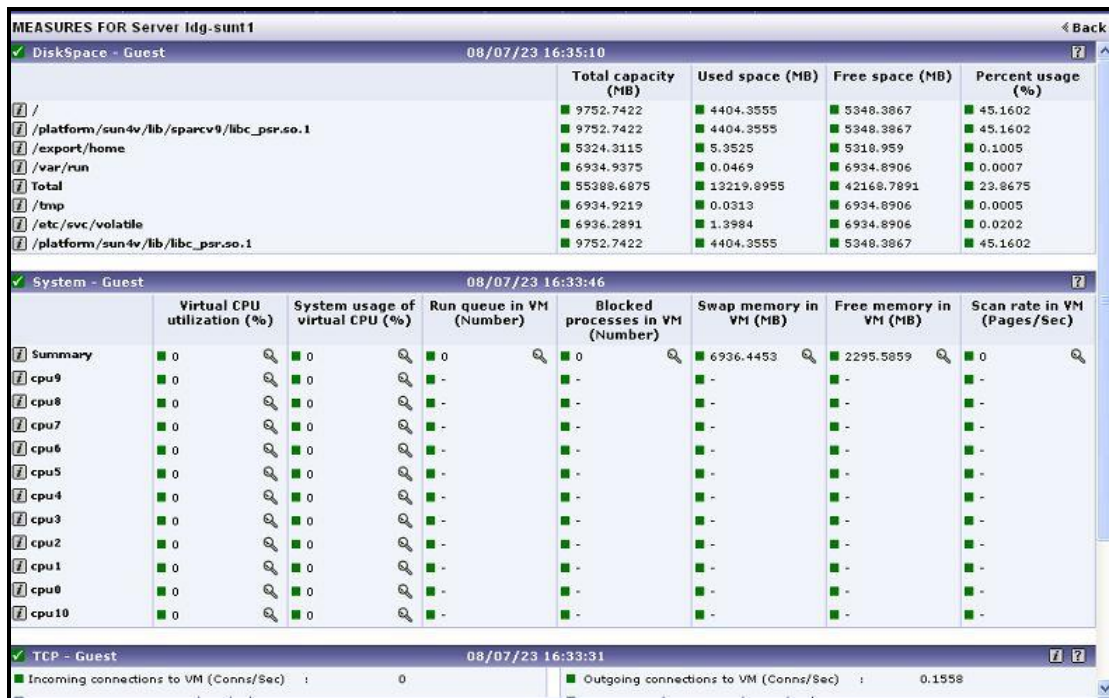 MEASURES FOR Server ldg-sunt1 Back
DiskSpace - Guest 08/07/23 16:35:10 ?
Total capacity (MB) Used space (MB) Free space (MB) Percent usage (%)
/ 9752.7422 4404.3555 5348.3867 45.1602
/platform/sun4v/lib/sparcv9/libc_psr.so.1 9752.7422 4404.3555 5348.3867 45.1602
/export/home 5324.3115 5.3525 5318.959 0.1005
/var/run 6934.9375 0.0469 6934.8906 0.0007
Total 55388.6875 13219.8955 42168.7891 23.8675
/tmp 6934.9219 0.0313 6934.8906 0.0005
/etc/svc/volatile 6936.2891 1.3984 6934.8906 0.0202
/platform/sun4v/lib/libc_psr.so.1 9752.7422 4404.3555 5348.3867 45.1602
System - Guest 08/07/23 16:33:46 ?
Virtual CPU utilization (%) System usage of virtual CPU (%) Run queue in VM (Number) Blocked processes in VM (Number) Swap memory in VM (MB) Free memory in VM (MB) Scan rate in VM (Pages/Sec)
Summary 0 0 0 0 6936.4453 2295.5859 0
cpu9 0 0 - - - - -
cpu8 0 0 - - - - -
cpu7 0 0 - - - - -
cpu6 0 0 - - - - -
cpu5 0 0 - - - - -
cpu4 0 0 - - - - -
cpu3 0 0 - - - - -
cpu2 0 0 - - - - -
cpu1 0 0 - - - - -
cpu0 0 0 - - - - -
cpu10 0 0 - - - - -
TCP - Guest 08/07/23 16:33:31 i ?
Incoming connections to VM (Conns/Sec) : 0 Outgoing connections to VM (Conns/Sec) : 0.1558